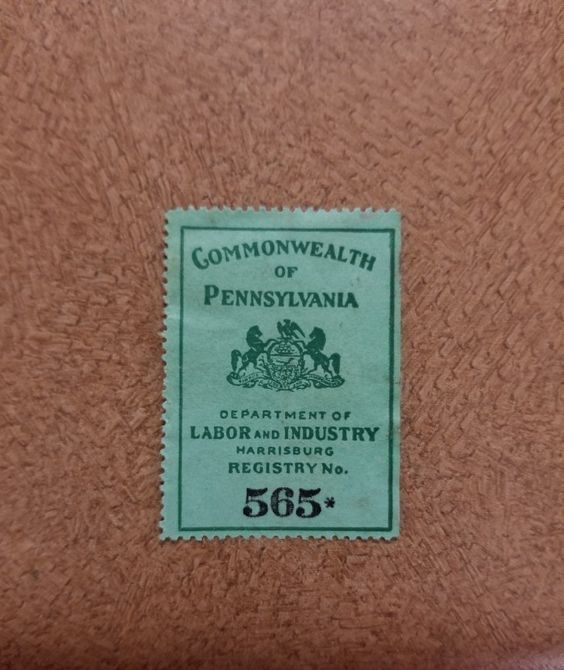 COMMONWEALTH
OF
PENNSYLVANIA
DEPARTMENT OF
LABOR AND INDUSTRY
HARRISBURG
REGISTRY No.
565*